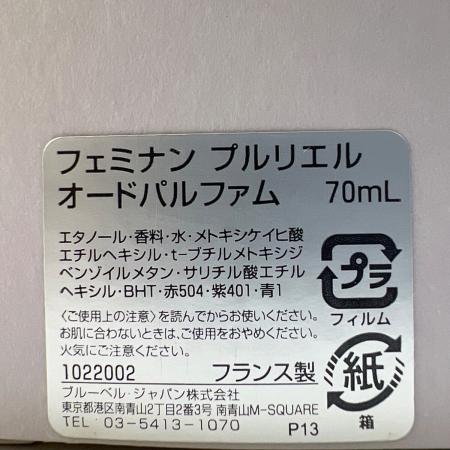 フェミナン プルリエル
オードパルファム 70mL
エタノール・香料・水・メトキシケイヒ酸
エチルヘキシル・t-ブチルメトキシジ
ベンゾイルメタン・サリチル酸エチル
ヘキシル・BHT・赤504・紫401・青1
プラ
フィルム
〈ご使用上の注意〉を読んでからお使いください。
お肌に合わないときは、ご使用をおやめください。
火気にご注意ください。
紙
箱
1022002 フランス製
ブルーベル・ジャパン株式会社
東京都港区南青山2丁目2番3号 南青山M-SQUARE
TEL 03-5413-1070 P13